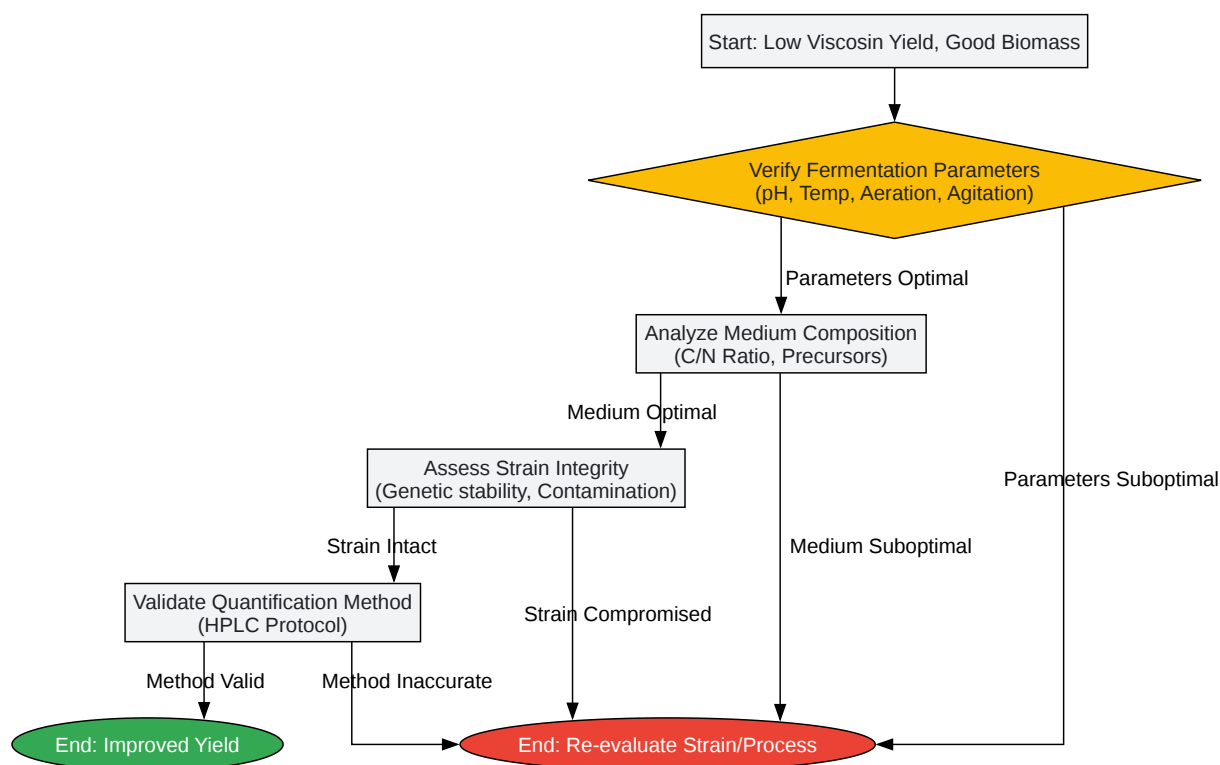 Start: Low Viscosin Yield, Good Biomass
Verify Fermentation Parameters
(pH, Temp, Aeration, Agitation)
Parameters Optimal
Analyze Medium Composition
(C/N Ratio, Precursors)
Medium Optimal
Assess Strain Integrity
(Genetic stability, Contamination)
Parameters Suboptimal
Strain Intact
Medium Suboptimal
Validate Quantification Method
(HPLC Protocol)
Strain Compromised
Method Valid
Method Inaccurate
End: Improved Yield
End: Re-evaluate Strain/Process